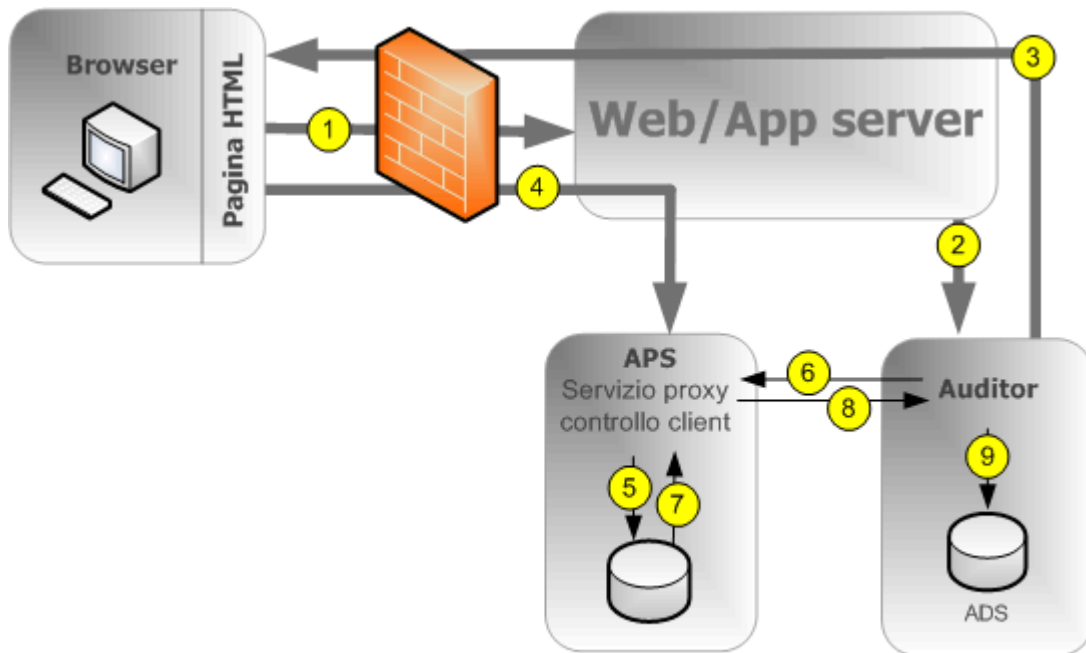 Browser
Pagina HTML
1
Web/App server
3
4
2
APS
Servizio proxy
controllo client
6
8
Auditor
5
7
9
ADS